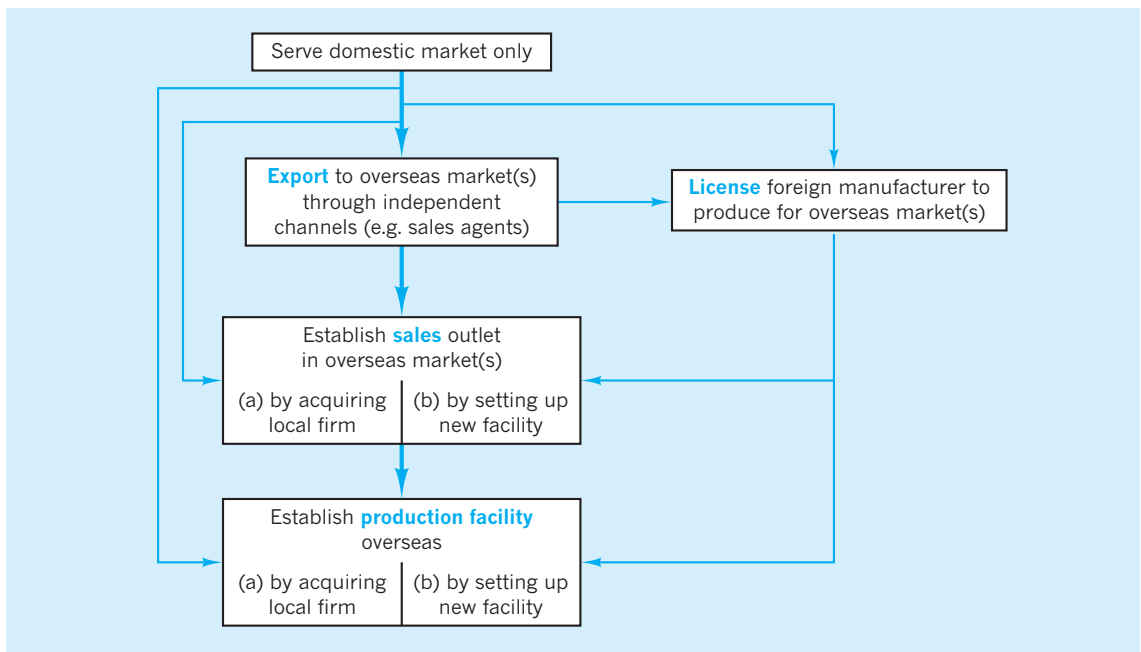 Serve domestic market only
Export to overseas market(s)
through independent
channels (e.g. sales agents)
License foreign manufacturer to
produce for overseas market(s)
Establish sales outlet
in overseas market(s)
(a) by acquiring
local firm
(b) by setting up
new facility
Establish production facility
overseas
(a) by acquiring
local firm
(b) by setting up
new facility